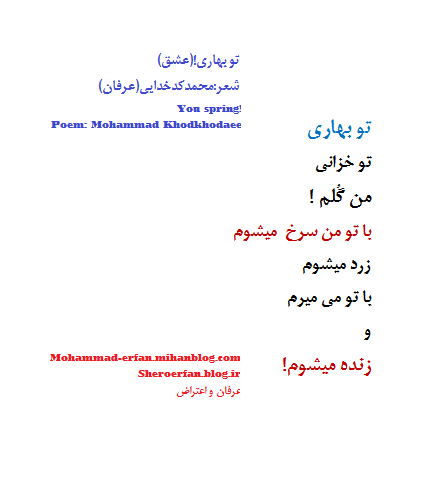 تو بهاری!(عشق)
شعر:محمدکدخدایی(عرفان)
You spring!
Poem: Mohammad Khodkhodaee
تو بهاری
تو خزانی
من گُلم !
با تو من سرخ میشوم
زرد میشوم
با تو می میرم
و
زنده میشوم!
Mohammad-erfan.mihanblog.com
Sheroerfan.blog.ir
عرفان و اعتراض